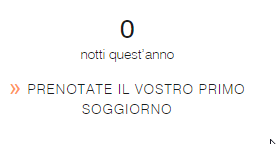 0
notti quest'anno
» PRENOTATE IL VOSTRO PRIMO
SOGGIORNO